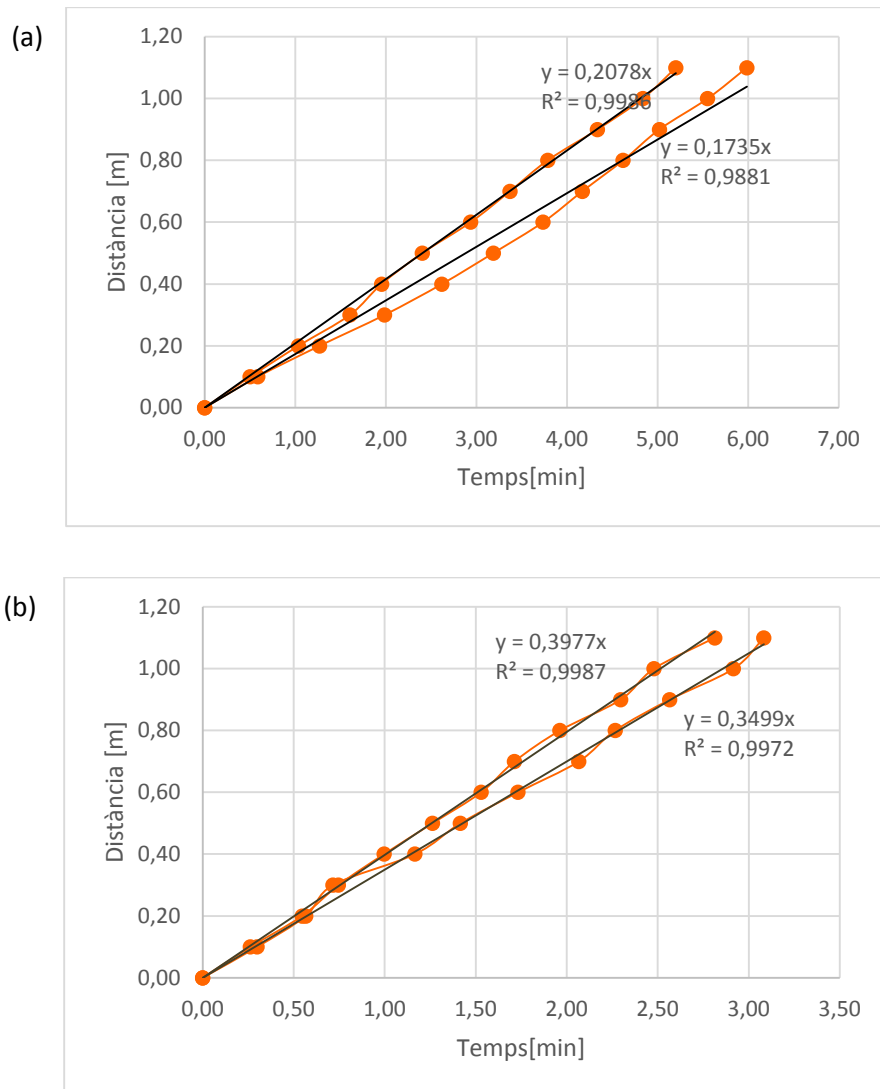 (a)
1,20
1,00
0,80
0,60
0,40
0,20
0,00
Distància [m]
y = 0,2078x
R² = 0,9986
y = 0,1735x
R² = 0,9881
0,00 1,00 2,00 3,00 4,00 5,00 6,00 7,00
Temps[min]
(b)
1,20
1,00
0,80
0,60
0,40
0,20
0,00
Distància [m]
y = 0,3977x
R² = 0,9987
y = 0,3499x
R² = 0,9972
0,00 0,50 1,00 1,50 2,00 2,50 3,00 3,50
Temps[min]